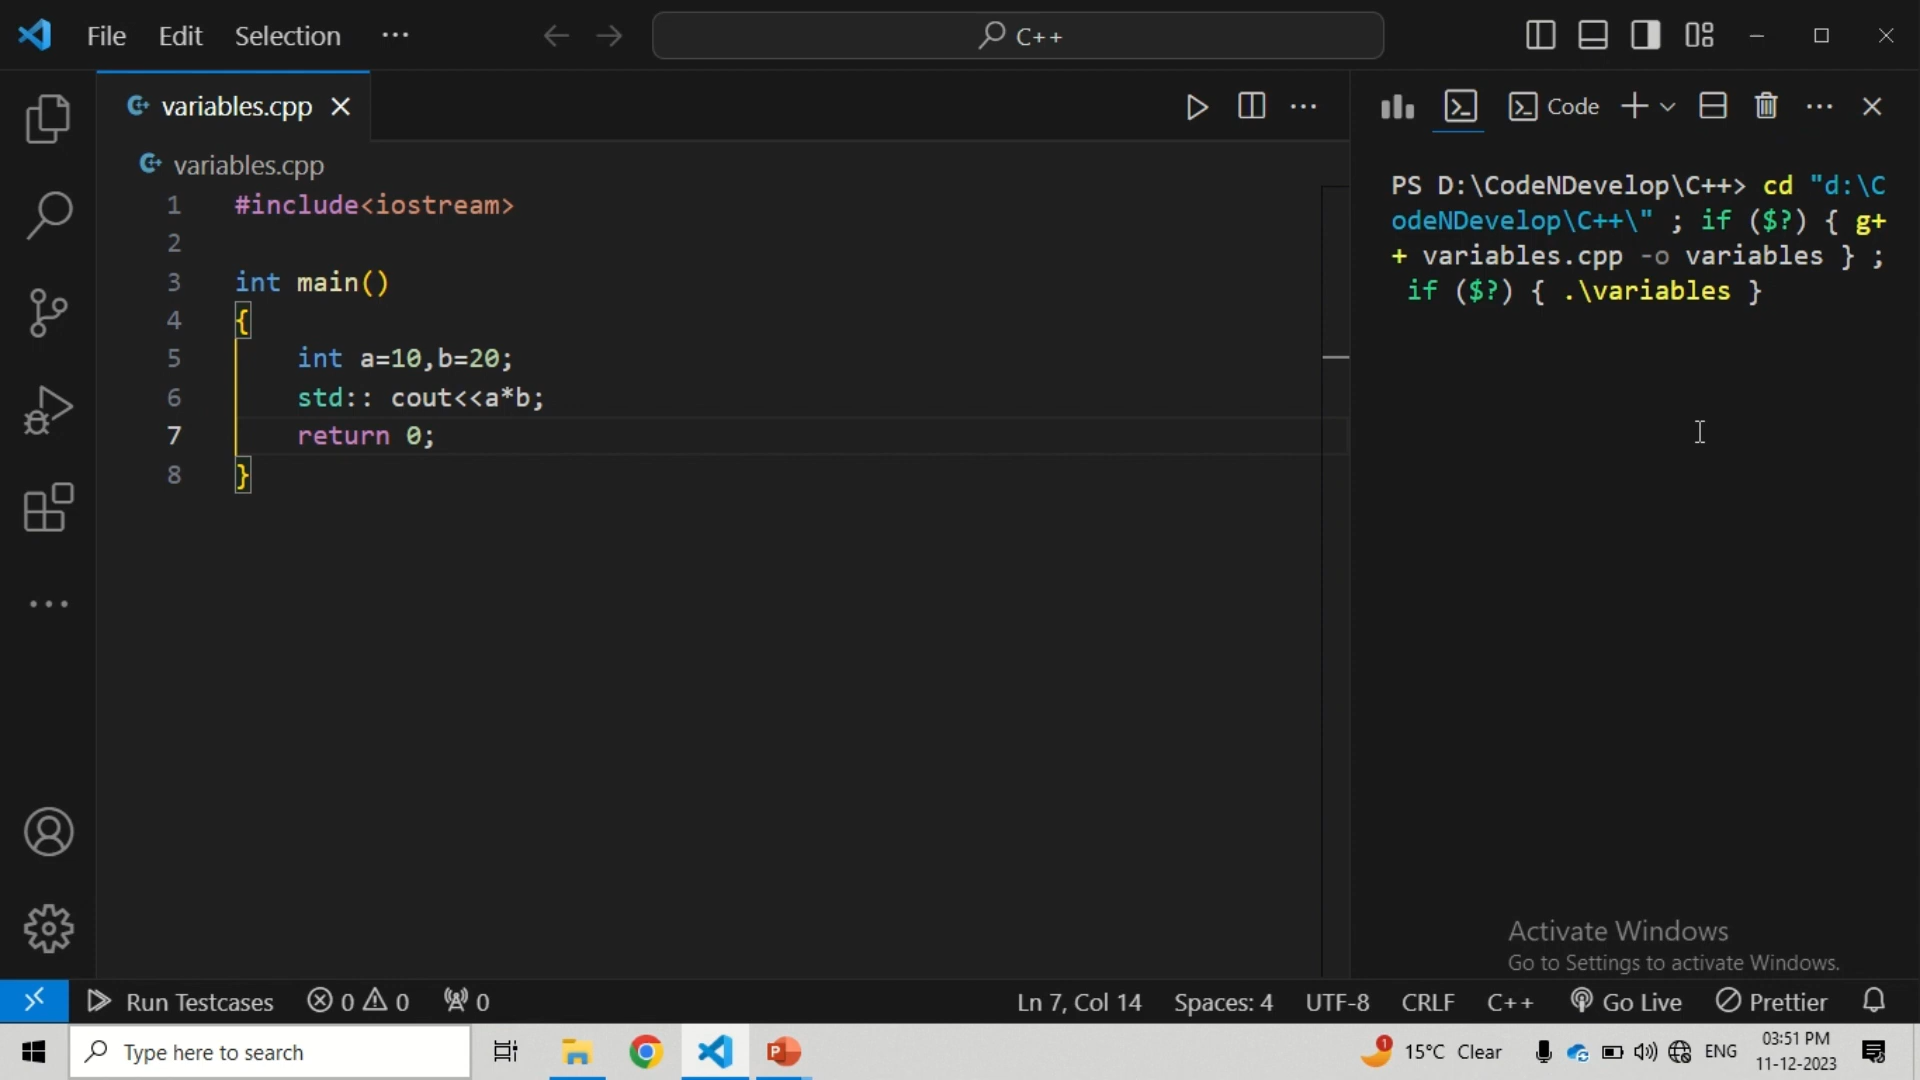 File Edit Selection ··· C++
variables.cpp
Code
variables.cpp
1 #include<iostream>
2
3 int main()
4 {
5 int a=10,b=20;
6 std:: cout<<a*b;
7 return 0;
8 }
PS D:\CodeNDevelop\C++> cd "d:\C
odeNDevelop\C++\" ; if ($?) { g+
+ variables.cpp -o variables } ;
if ($?) { .\variables }
Activate Windows
Go to Settings to activate Windows.
Run Testcases 0 0 0 Ln 7, Col 14 Spaces: 4 UTF-8 CRLF C++ Go Live Prettier
Type here to search 1 15°C Clear ENG 03:51 PM
11-12-2023